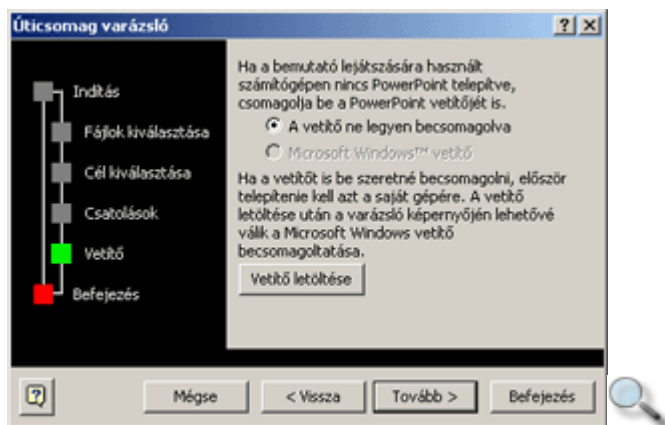 Úticsomag varázsló
Indítás
Fájlok kiválasztása
Cél kiválasztása
Csatolások
Vetítő
Befejezés
Ha a bemutató lejátszására használt
számítógépen nincs PowerPoint telepítve,
csomagolja be a PowerPoint vetítőjét is.
A vetítő ne legyen becsomagolva
Microsoft Windows™ vetítő
Ha a vetítőt is be szeretné becsomagolni, először
telepítenie kell azt a saját gépére. A vetítő
letöltése után a varázsló képernyőjén lehetővé
válik a Microsoft Windows vetítő
becsomagoltatása.
Vetítő letöltése
Mégse
< Vissza
Tovább >
Befejezés